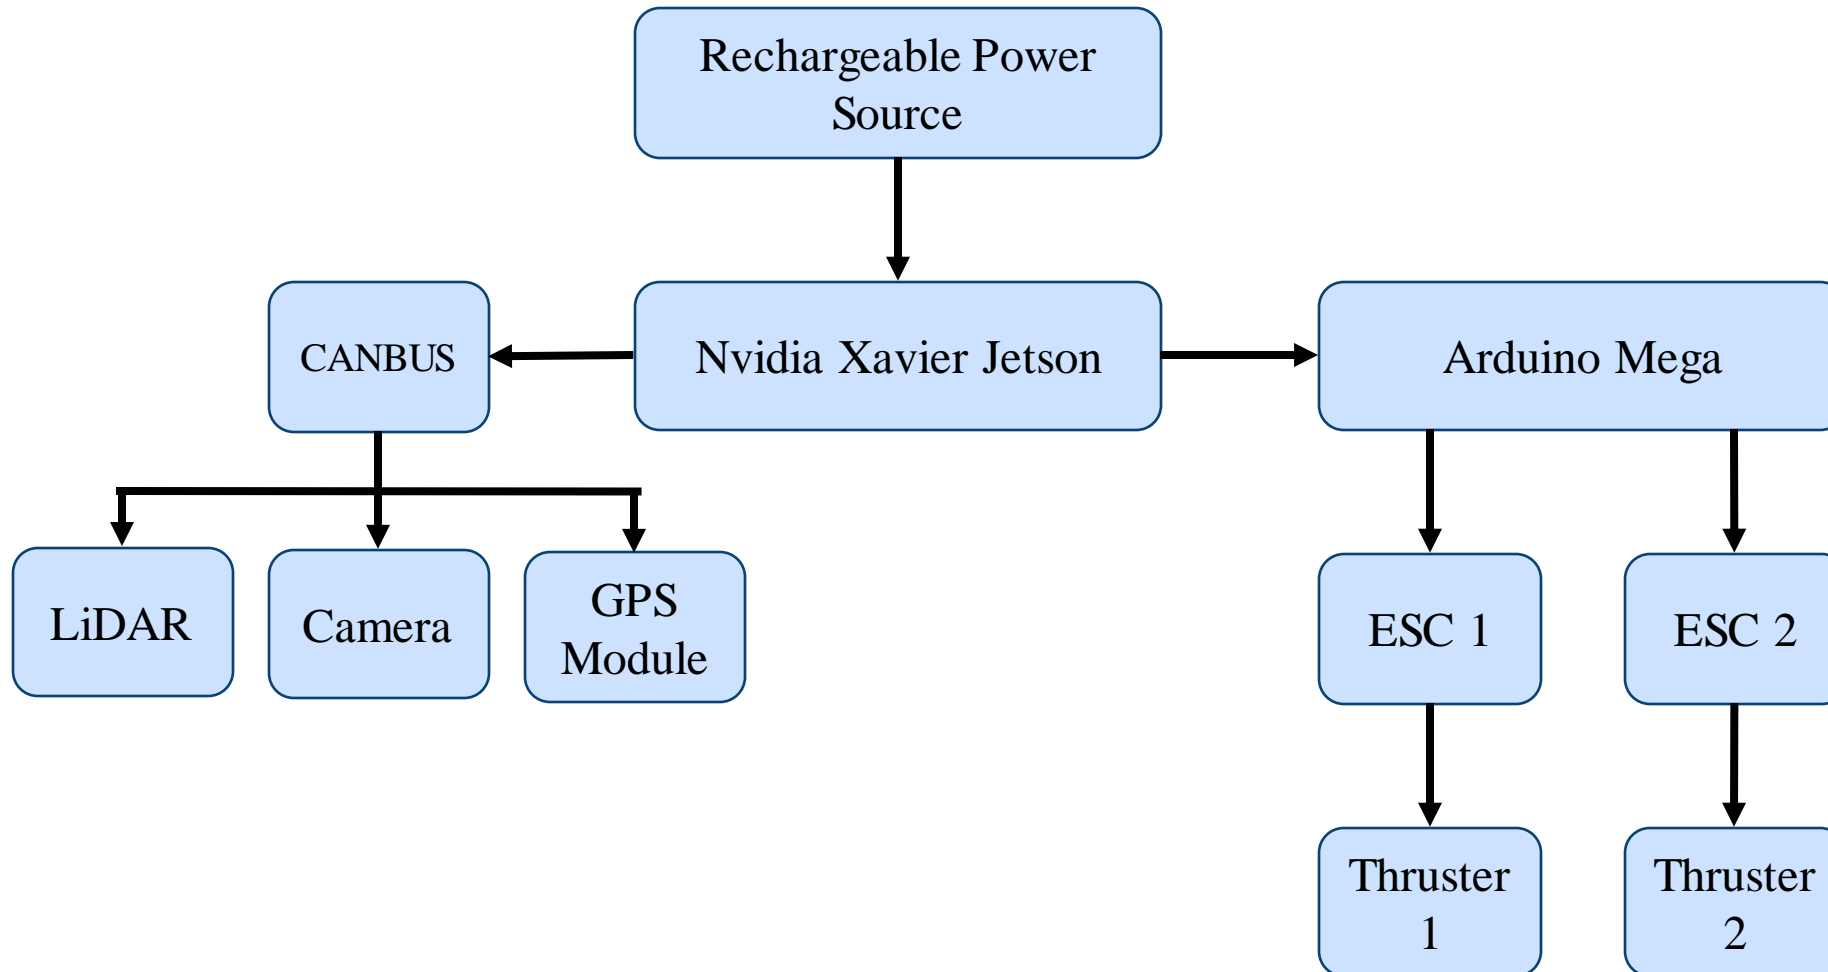 Rechargeable Power
Source
CANBUS
Nvidia Xavier Jetson
Arduino Mega
LiDAR
Camera
GPS
Module
ESC 1
ESC 2
Thruster
1
Thruster
2